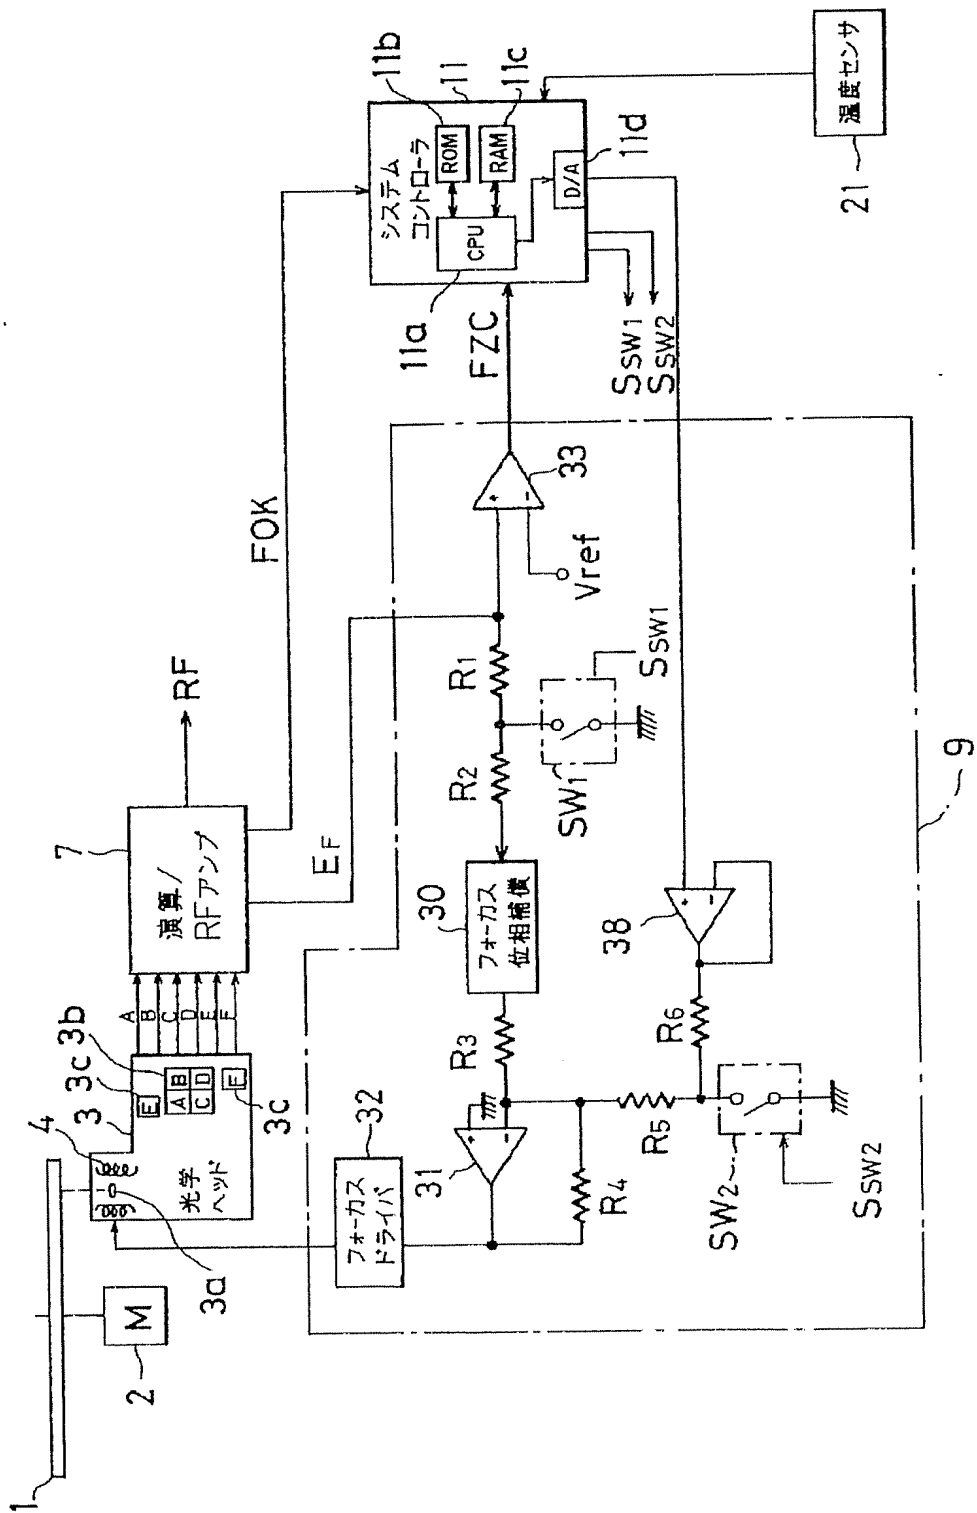 1
2
M
3a
4
3
3c
3b
3c
光学
ヘッド
E
A B
C D
F
A
B
C
D
E
F
7
演算/
RFアンプ
RF
FOK
EF
フォーカス
ドライバ
32
31
R3
フォーカス
位相補償
30
R2
R1
SW1
SSW1
Vref
33
FZC
R4
R5
R6
SW2
SSW2
38
9
システム
コントローラ
11
11a
CPU
ROM
11b
RAM
11c
D/A
11d
SSW1
SSW2
温度センサ
21
+
−
+
−
+
−